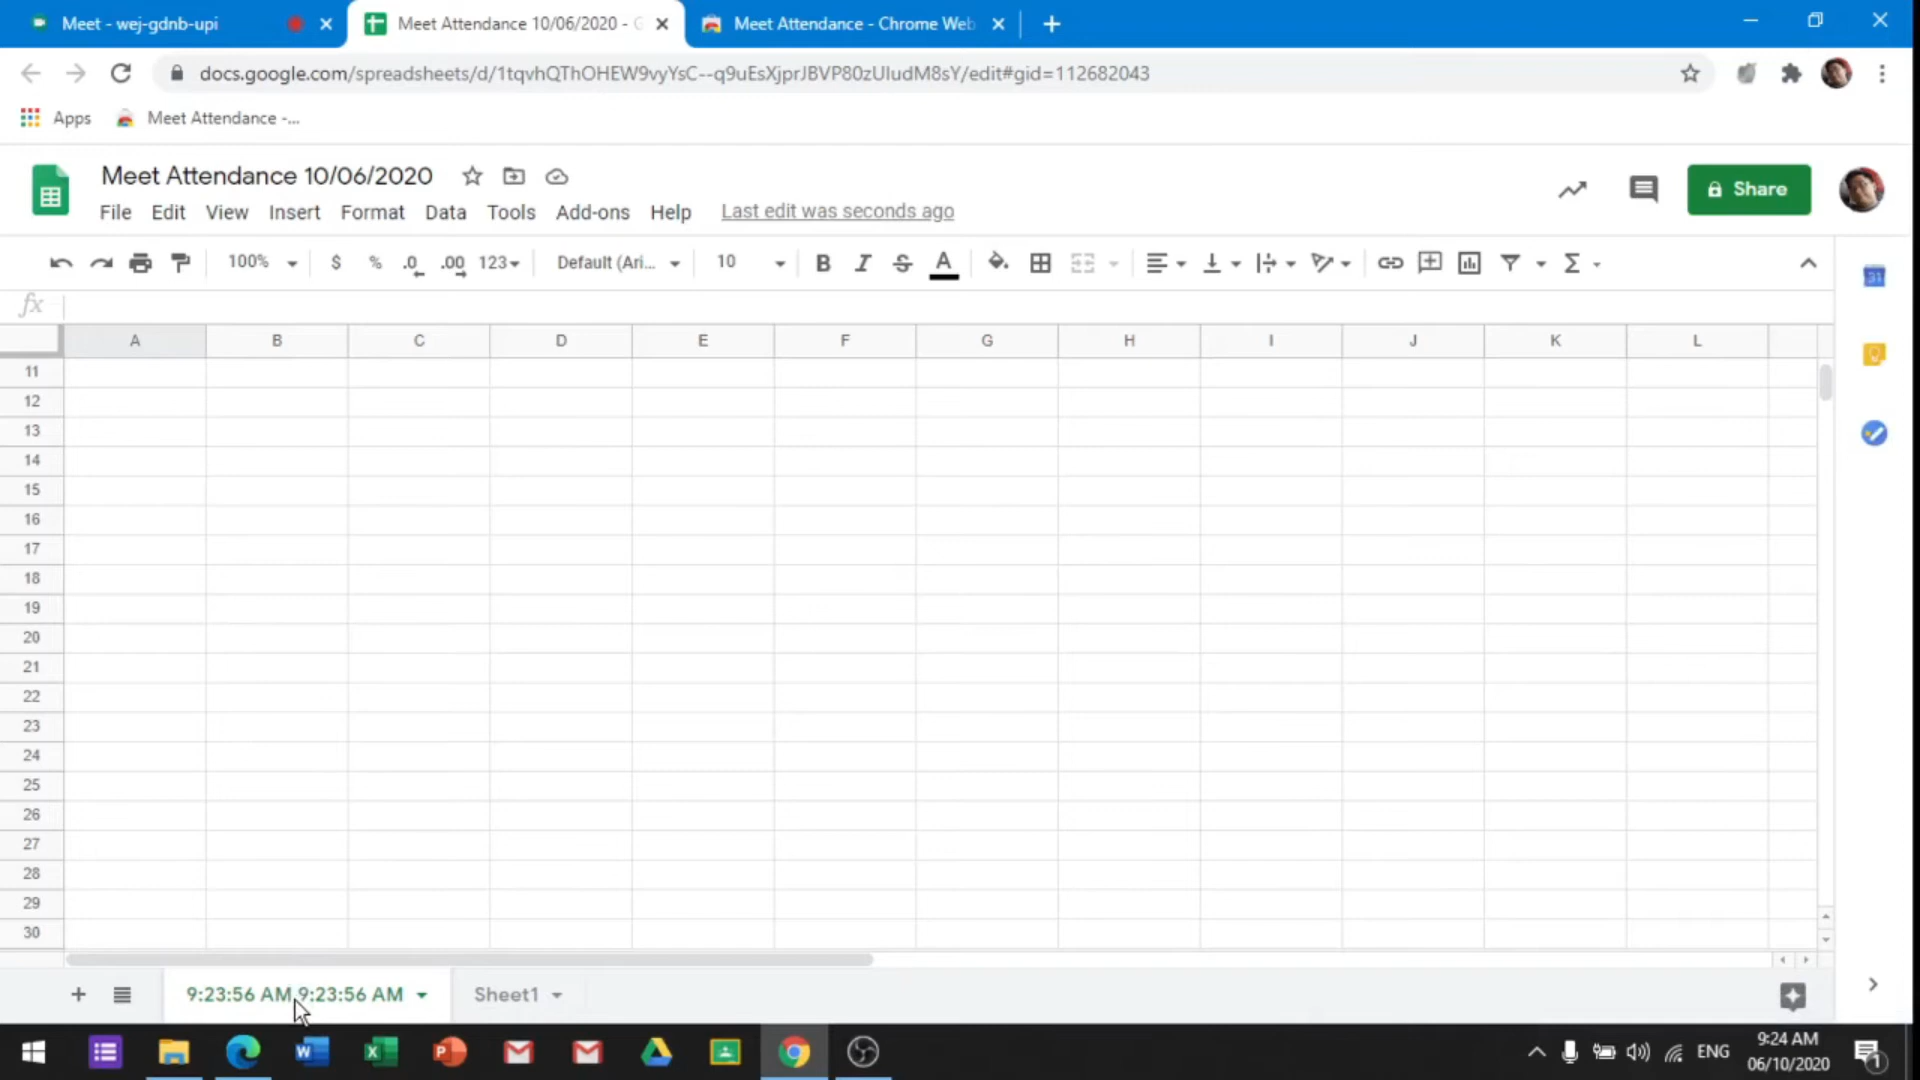 Meet - wej-gdnb-upi
Meet Attendance 10/06/2020 - G
Meet Attendance - Chrome Web
docs.google.com/spreadsheets/d/1tqvhQThOHEW9vyYsC--q9uEsXjprJBVP80zUIudM8sY/edit#gid=112682043
Apps
Meet Attendance -...
Meet Attendance 10/06/2020
Share
File Edit View Insert Format Data Tools Add-ons Help Last edit was seconds ago
100% $ % .0 .00 123 Default (Ari... 10 B I S A
fx
A B C D E F G H I J K L
11
12
13
14
15
16
17
18
19
20
21
22
23
24
25
26
27
28
29
30
9:23:56 AM 9:23:56 AM
Sheet1
ENG
9:24 AM
06/10/2020
1